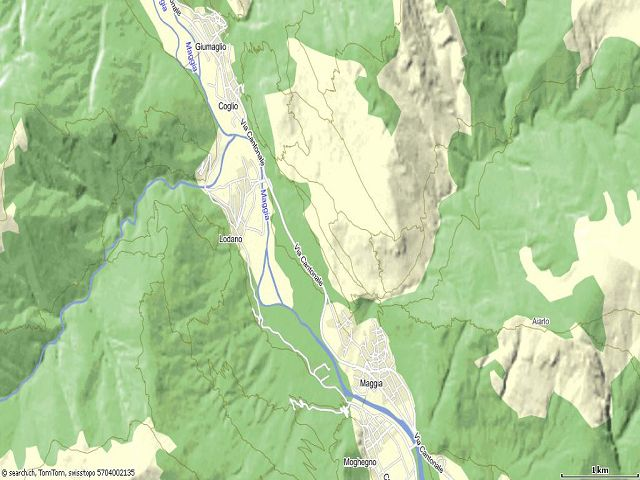 Maggia
Giumaglio
Maggia
Coglio
Via Cantonale
Maggia
Lodano
Via Cantonale
Aiarlo
Maggia
Via Cantonale
Moghegno
© search.ch, TomTom, swisstopo 5704002135
1 km